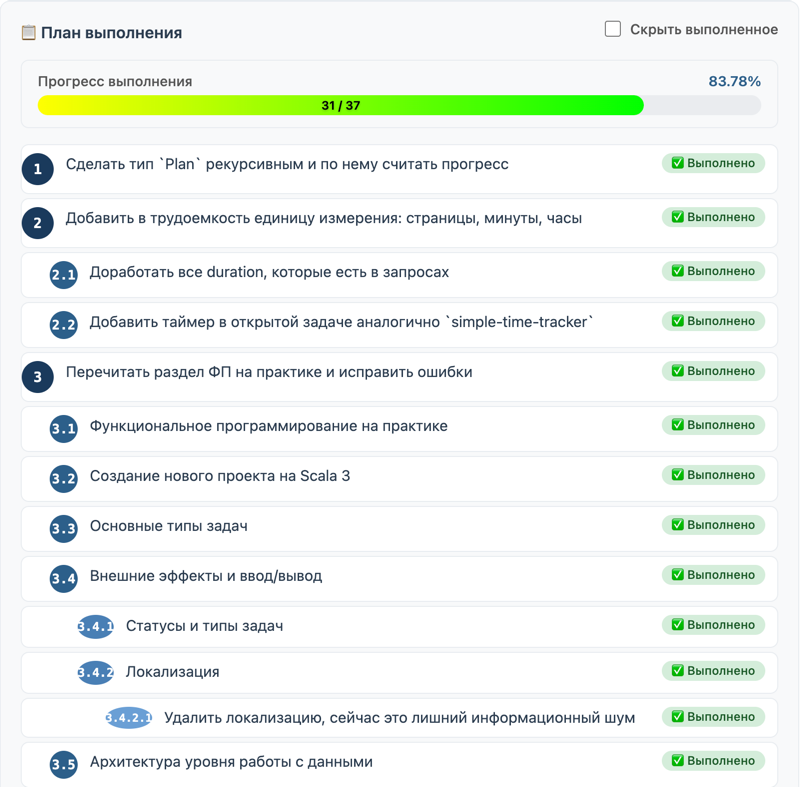 📋 План выполнения
Скрыть выполненное
Прогресс выполнения 83.78%
31 / 37
1 Сделать тип `Plan` рекурсивным и по нему считать прогресс ✅ Выполнено
2 Добавить в трудоемкость единицу измерения: страницы, минуты, часы ✅ Выполнено
2.1 Доработать все duration, которые есть в запросах ✅ Выполнено
2.2 Добавить таймер в открытой задаче аналогично `simple-time-tracker` ✅ Выполнено
3 Перечитать раздел ФП на практике и исправить ошибки ✅ Выполнено
3.1 Функциональное программирование на практике ✅ Выполнено
3.2 Создание нового проекта на Scala 3 ✅ Выполнено
3.3 Основные типы задач ✅ Выполнено
3.4 Внешние эффекты и ввод/вывод ✅ Выполнено
3.4.1 Статусы и типы задач ✅ Выполнено
3.4.2 Локализация ✅ Выполнено
3.4.2.1 Удалить локализацию, сейчас это лишний информационный шум ✅ Выполнено
3.5 Архитектура уровня работы с данными ✅ Выполнено